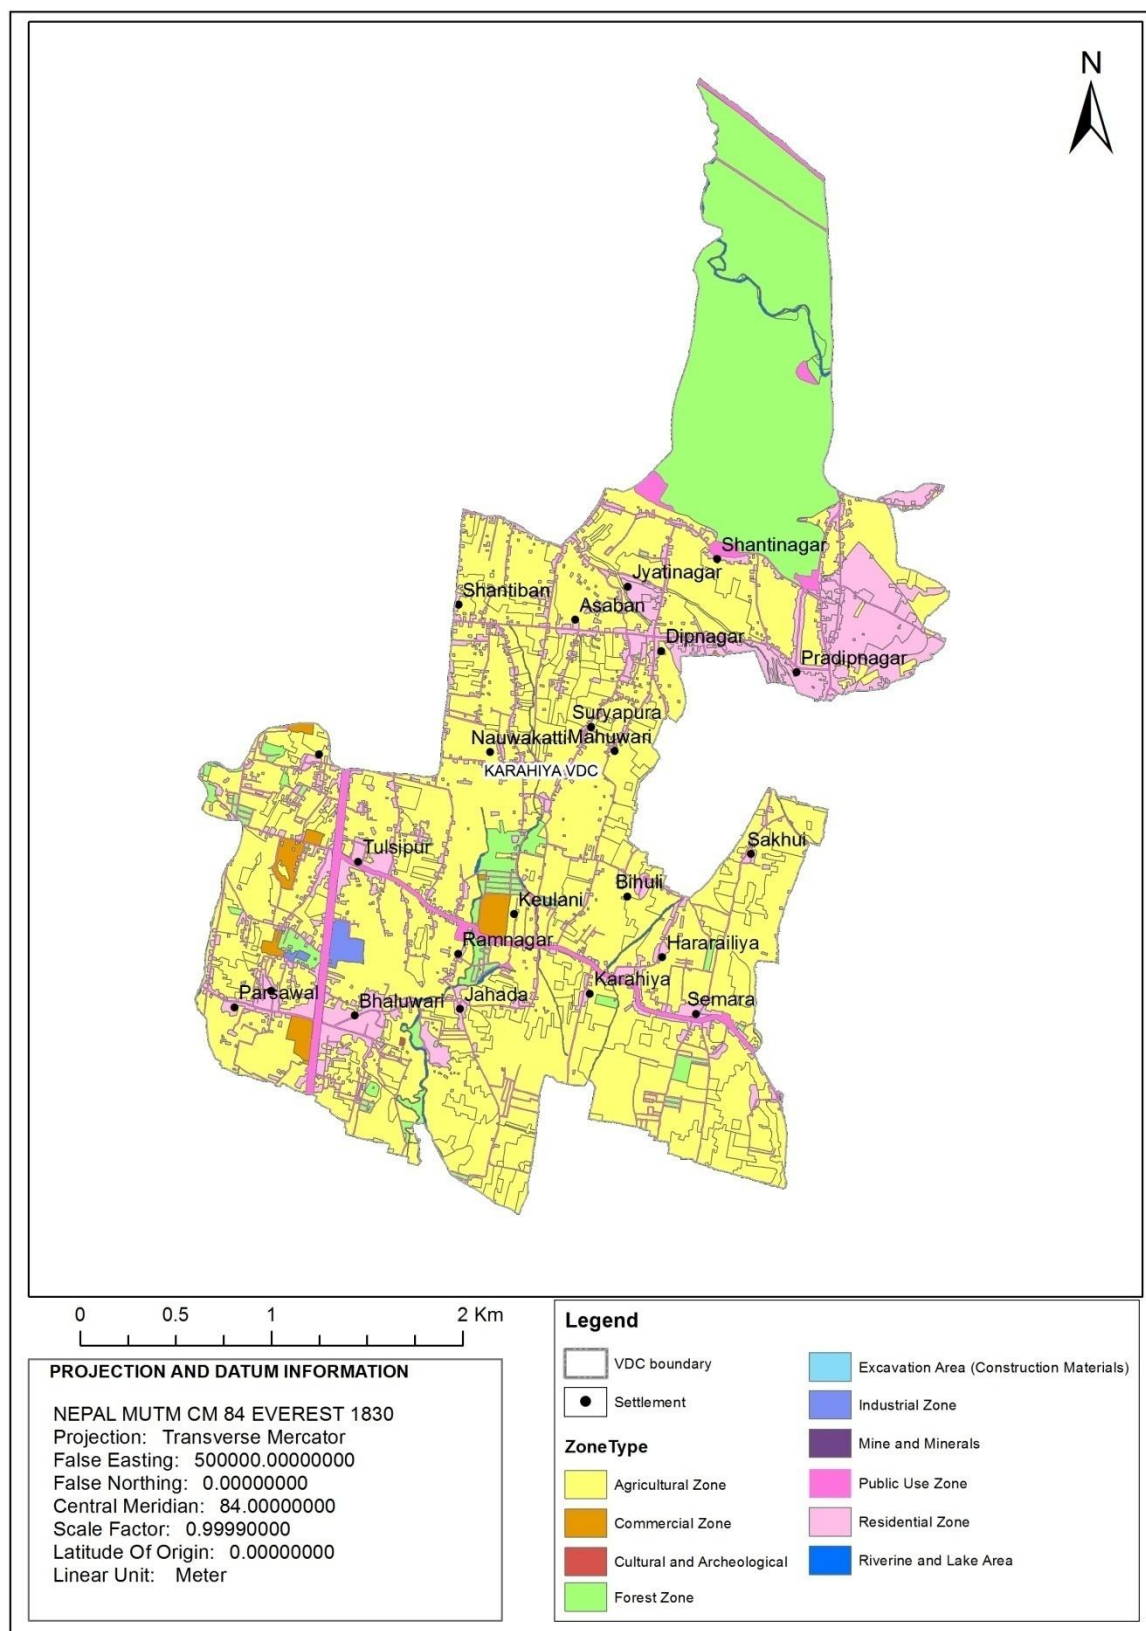 N
Shantinagar
Jyatinagar
Shantiban
Asaban
Dipnagar
Pradipnagar
Suryapura
Nauwakatti
Mahuwari
KARAHIYA VDC
Tulsipur
Sakhui
Bihuli
Keulani
Ramnagar
Hararailiya
Parsawal
Bhaluwari
Jahada
Karahiya
Semara
0 0.5 1 2 Km
PROJECTION AND DATUM INFORMATION
NEPAL MUTM CM 84 EVEREST 1830
Projection: Transverse Mercator
False Easting: 500000.00000000
False Northing: 0.00000000
Central Meridian: 84.00000000
Scale Factor: 0.99990000
Latitude Of Origin: 0.00000000
Linear Unit: Meter
Legend
VDC boundary
Settlement
ZoneType
Agricultural Zone
Commercial Zone
Cultural and Archeological
Forest Zone
Excavation Area (Construction Materials)
Industrial Zone
Mine and Minerals
Public Use Zone
Residential Zone
Riverine and Lake Area